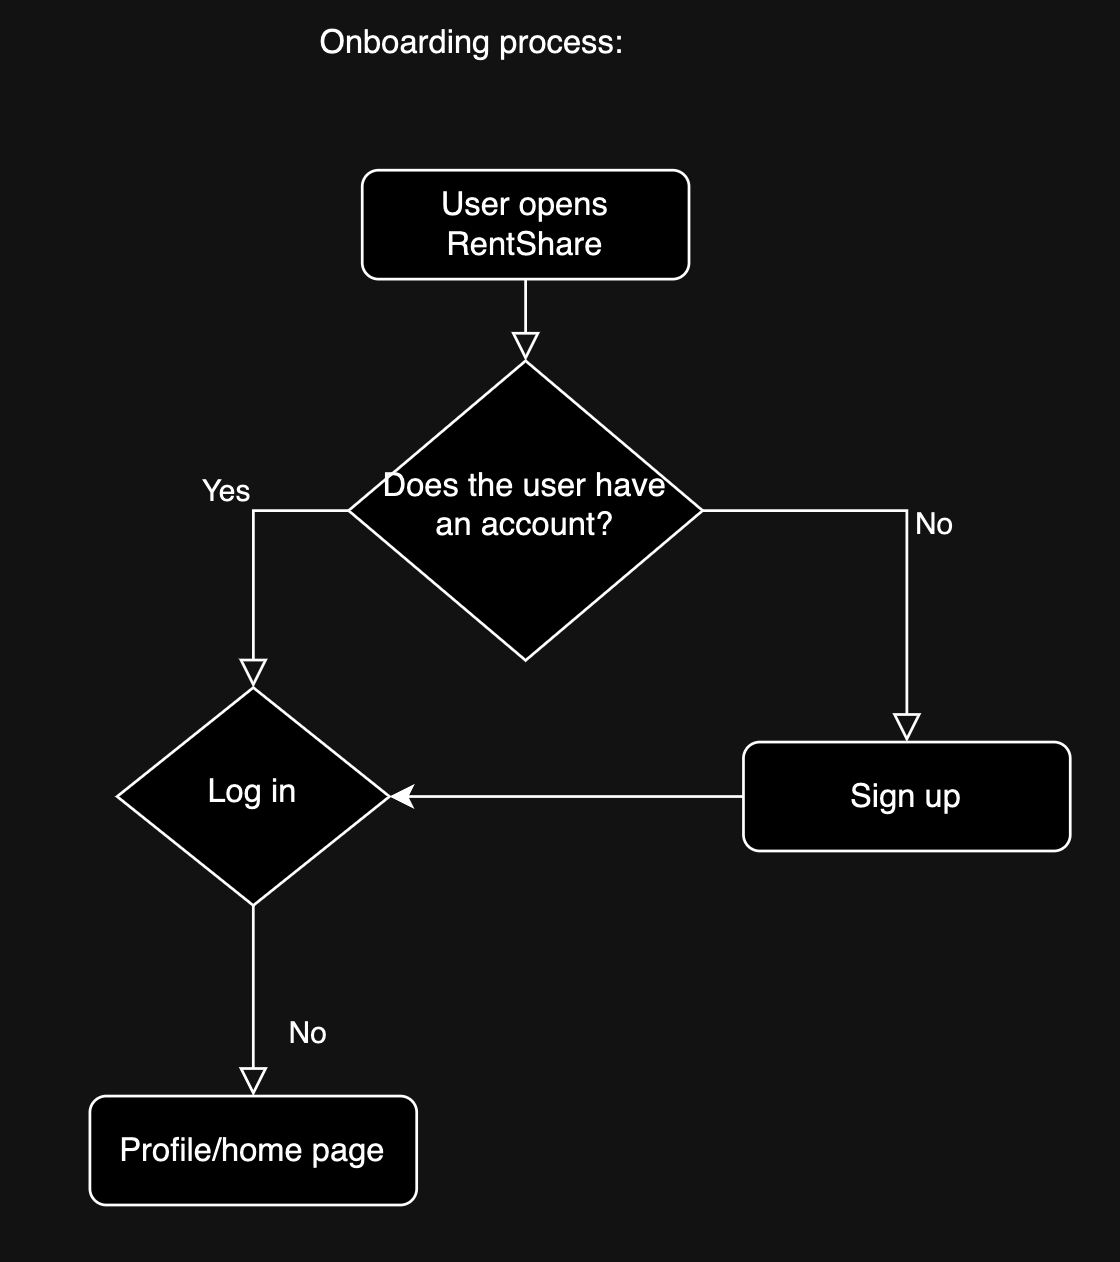 Onboarding process:
User opens
RentShare
Does the user have
an account?
Yes
No
Log in
Sign up
No
Profile/home page